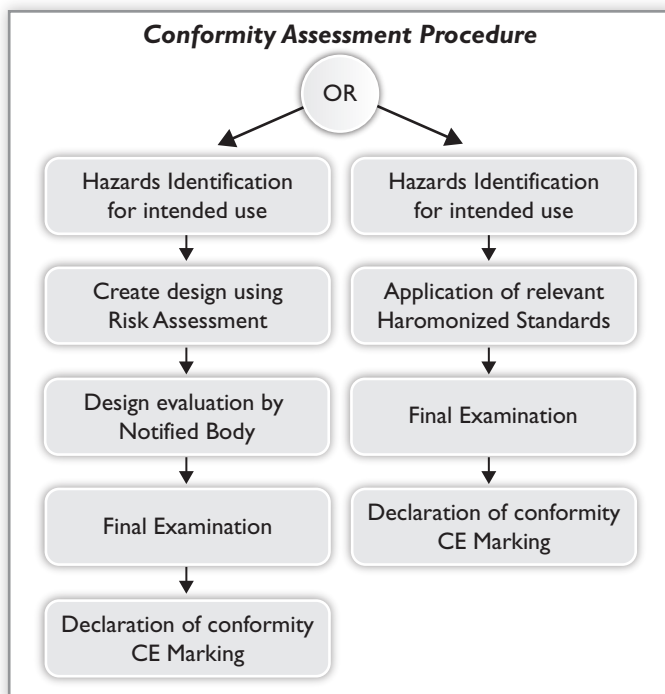 Conformity Assessment Procedure
OR
Hazards Identification
for intended use
Create design using
Risk Assessment
Design evaluation by
Notified Body
Final Examination
Declaration of conformity
CE Marking
Hazards Identification
for intended use
Application of relevant
Haromonized Standards
Final Examination
Declaration of conformity
CE Marking